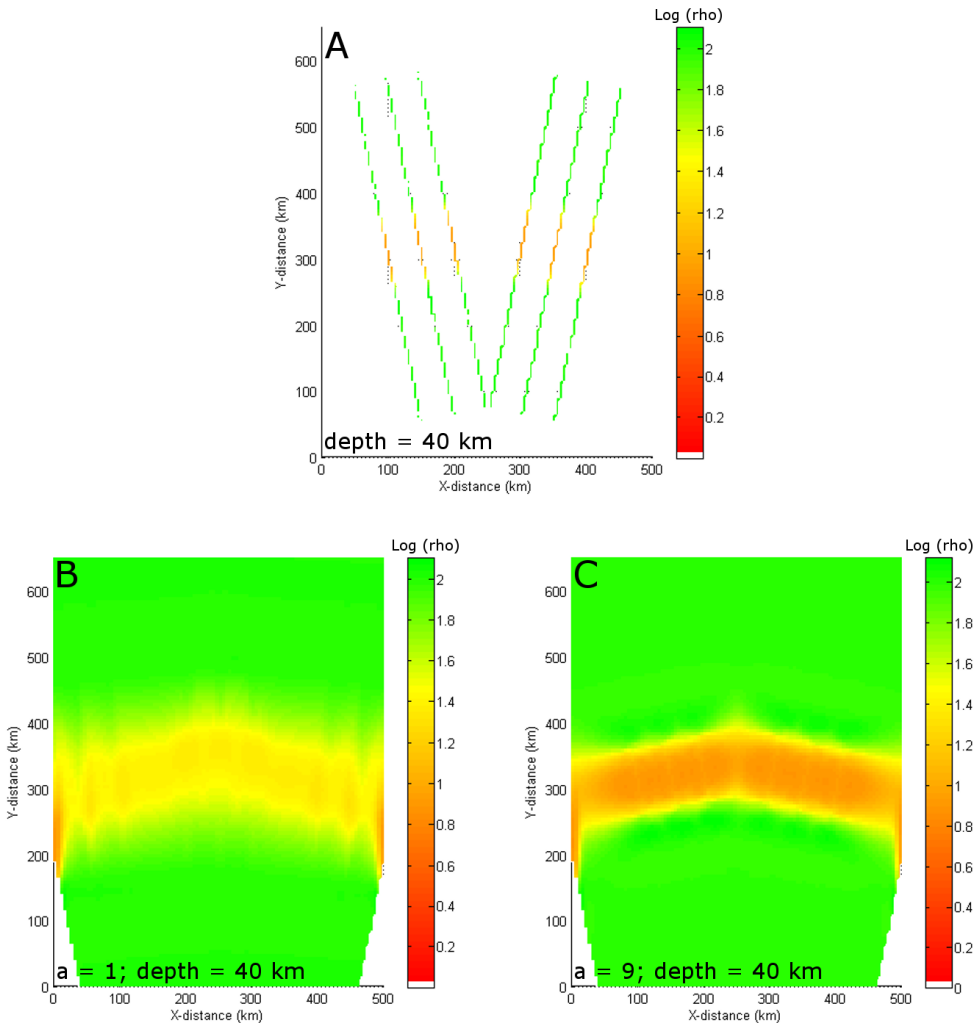 Log (rho)
A
600
500
400
300
200
100
0
Y-distance (km)
depth = 40 km
0 100 200 300 400 500
X-distance (km)
2
1.8
1.6
1.4
1.2
1
0.8
0.6
0.4
0.2
Log (rho)
B
600
500
400
300
200
100
0
Y-distance (km)
a = 1; depth = 40 km
0 100 200 300 400 500
X-distance (km)
2
1.8
1.6
1.4
1.2
1
0.8
0.6
0.4
0.2
Log (rho)
C
600
500
400
300
200
100
0
Y-distance (km)
a = 9; depth = 40 km
0 100 200 300 400 500
X-distance (km)
2
1.8
1.6
1.4
1.2
1
0.8
0.6
0.4
0.2
0